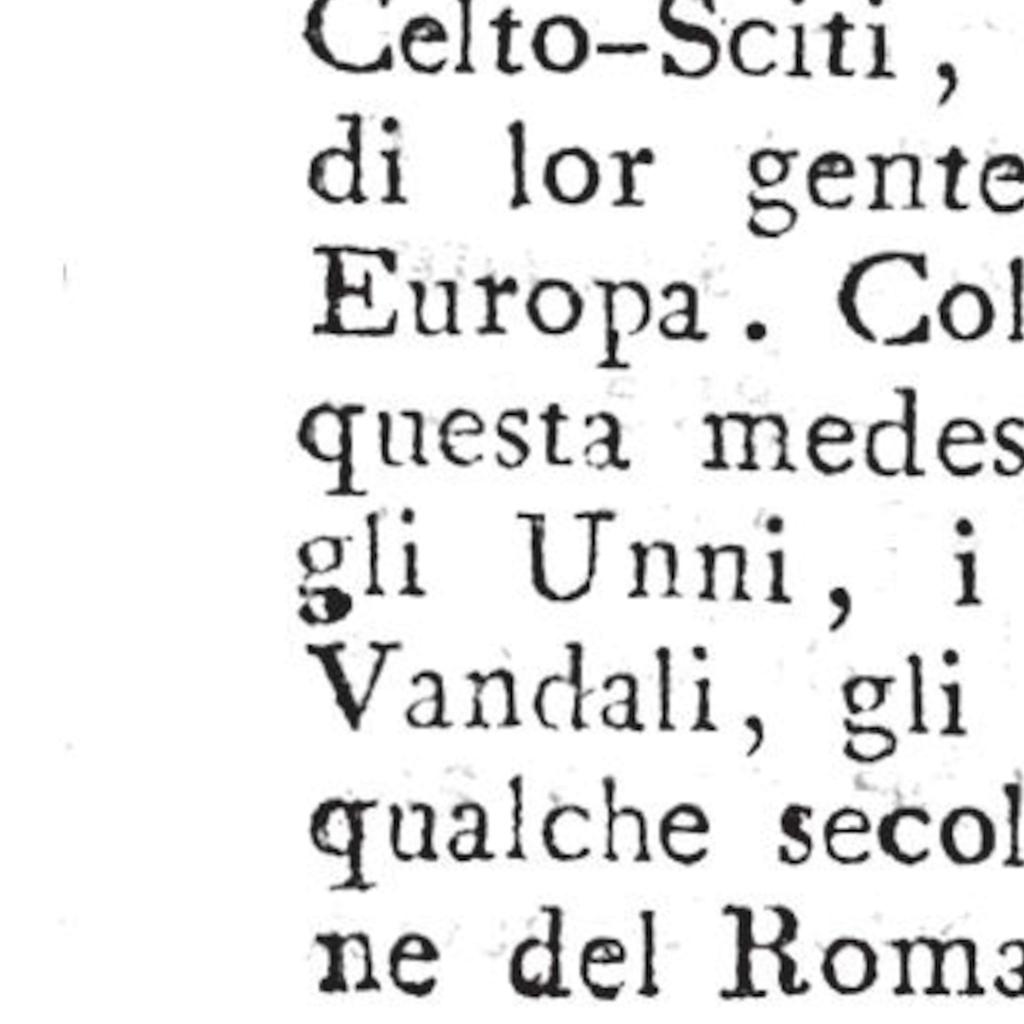 Celto-Sciti,
di lor gente
Europa. Col
questa medes
gli Unni, i
Vandali, gli
qualche secol
ne del Roma